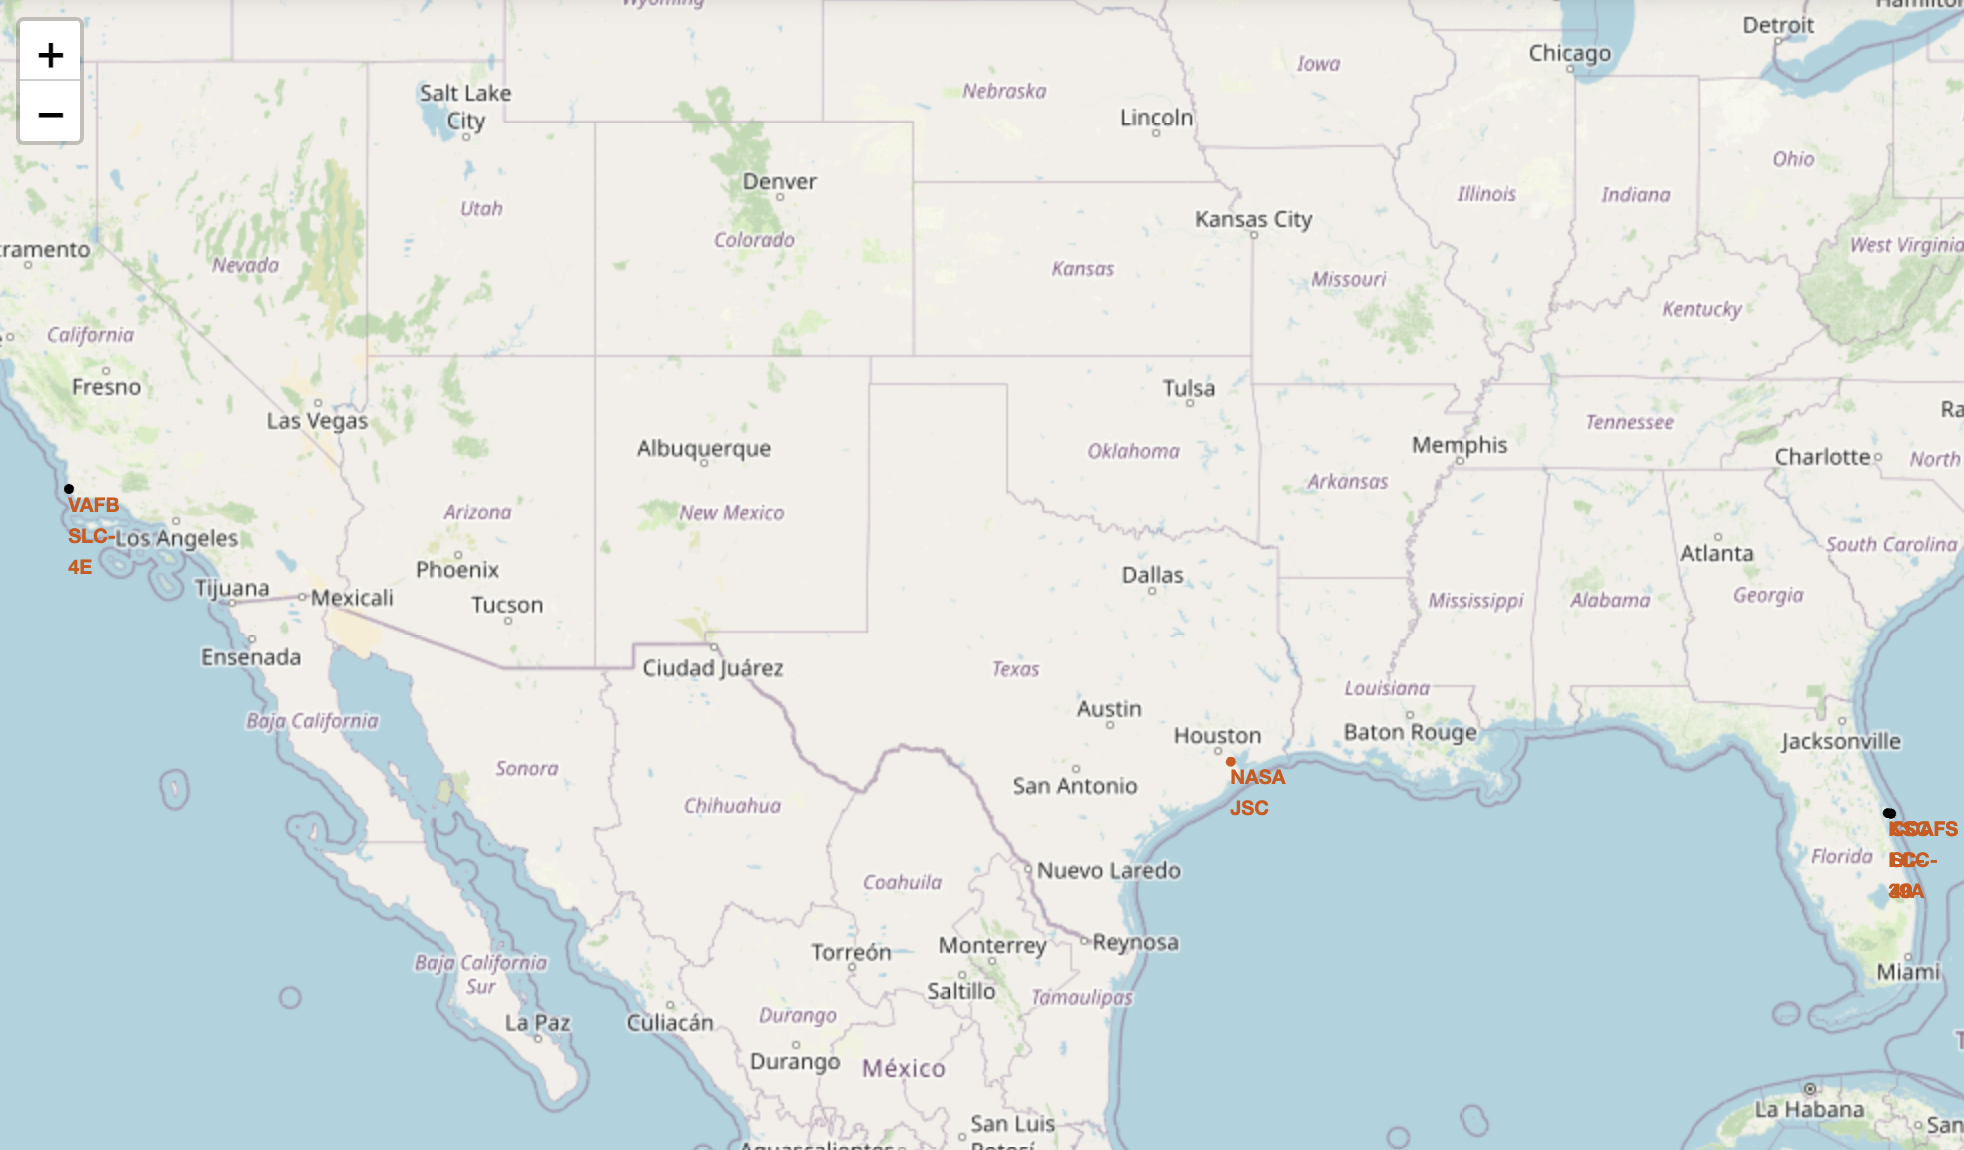 +
−
Wyoming
Hamilton
Detroit
Chicago
Iowa
Nebraska
Salt Lake
City
Lincoln
Ohio
Denver
Illinois
Indiana
Utah
Kansas City
Colorado
West Virginia
ramento
Nevada
Kansas
Missouri
Kentucky
California
Fresno
Tulsa
Las Vegas
Ra
Tennessee
Albuquerque
Oklahoma
Memphis
Charlotte
North
Arkansas
VAFB
SLC-
4E
Arizona
New Mexico
Los Angeles
South Carolina
Atlanta
Phoenix
Dallas
Tijuana
Mexicali
Tucson
Mississippi
Alabama
Georgia
Ensenada
Ciudad Juárez
Texas
Louisiana
Austin
Baja California
Houston
Baton Rouge
Jacksonville
Sonora
NASA
JSC
San Antonio
Chihuahua
Florida
Nuevo Laredo
Coahuila
Reynosa
Monterrey
Torreón
Baja California
Sur
Miami
Saltillo
Tamaulipas
Durango
La Paz
Culiacán
Durango
México
La Habana
San Luis
Potosí
San
Aguascalientes